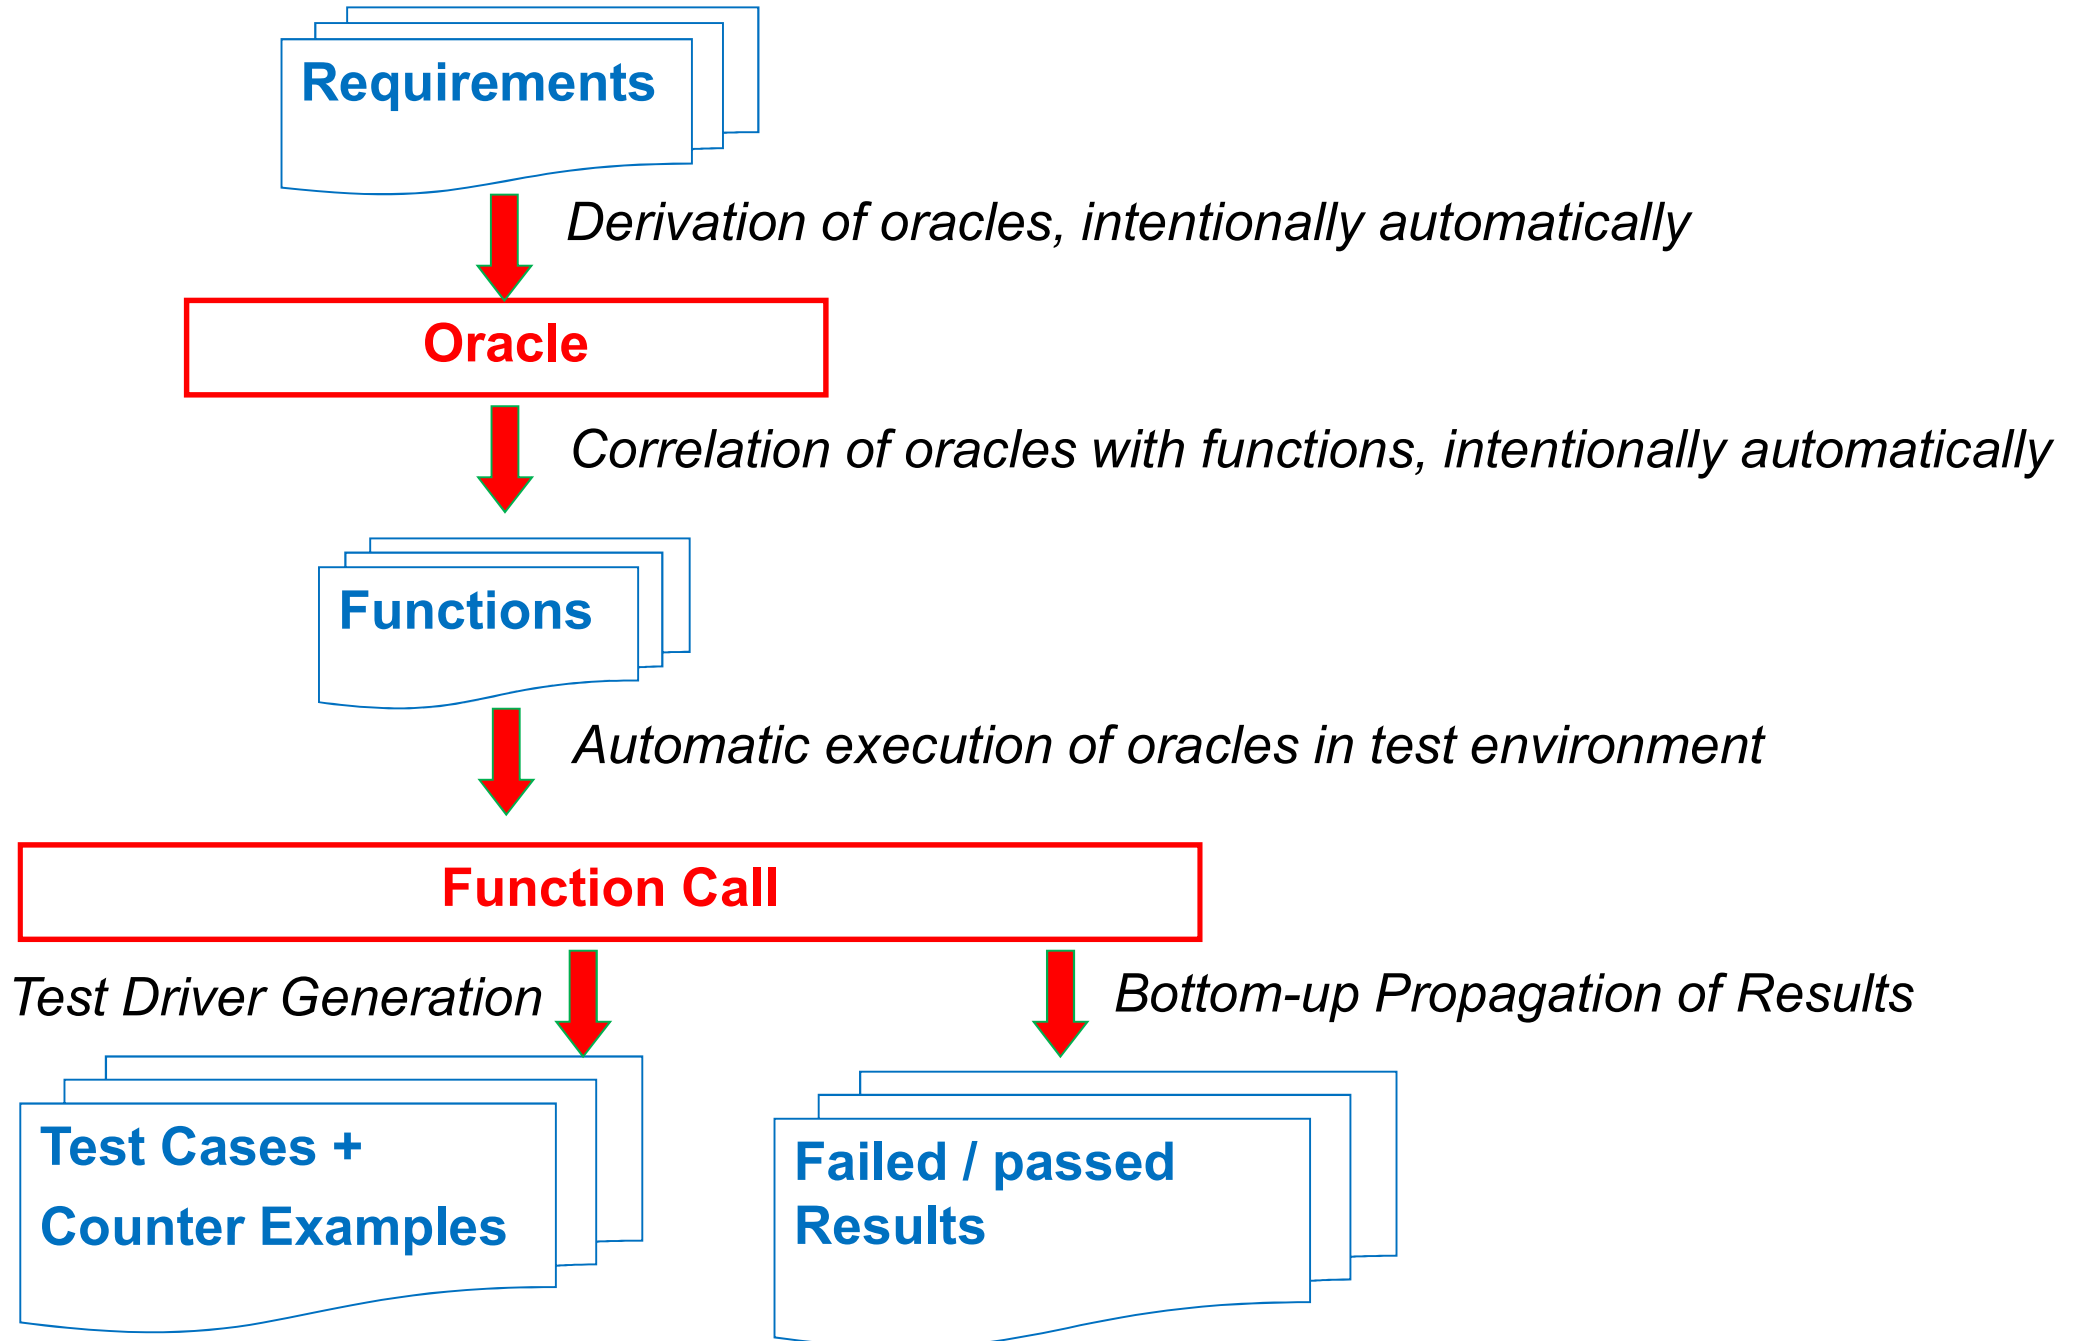 Requirements
Derivation of oracles, intentionally automatically
Oracle
Correlation of oracles with functions, intentionally automatically
Functions
Automatic execution of oracles in test environment
Function Call
Test Driver Generation
Bottom-up Propagation of Results
Test Cases +
Counter Examples
Failed / passed
Results